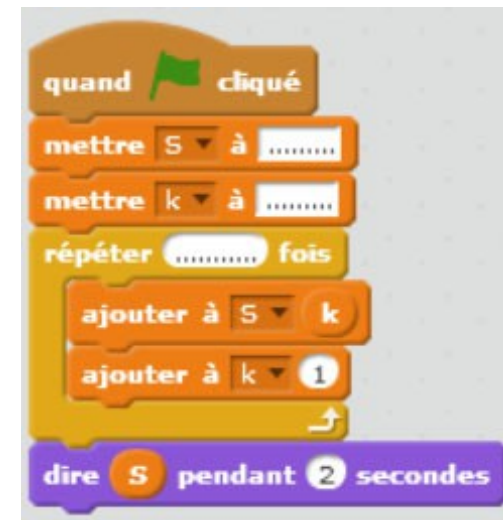 quand cliqué
mettre S à .........
mettre k à .........
répéter ........... fois
ajouter à S k
ajouter à k 1
dire S pendant 2 secondes